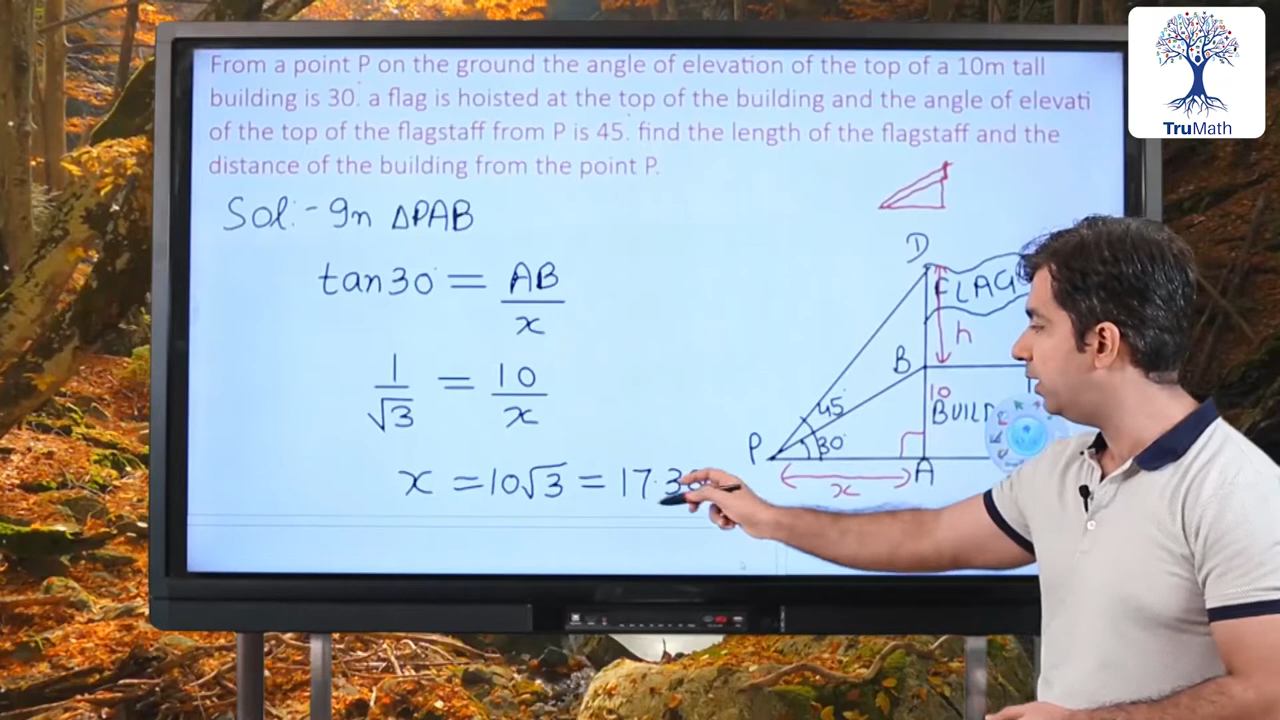 From a point P on the ground the angle of elevation of the top of a 10m tall
building is 30. a flag is hoisted at the top of the building and the angle of elevati
of the top of the flagstaff from P is 45. find the length of the flagstaff and the
distance of the building from the point P.
TruMath
Sol:- In ΔPAB
tan30° = AB/x
1/√3 = 10/x
x = 10√3 = 17.3
D
FLAG
h
B
10
BUILD
45°
30°
P
x
A